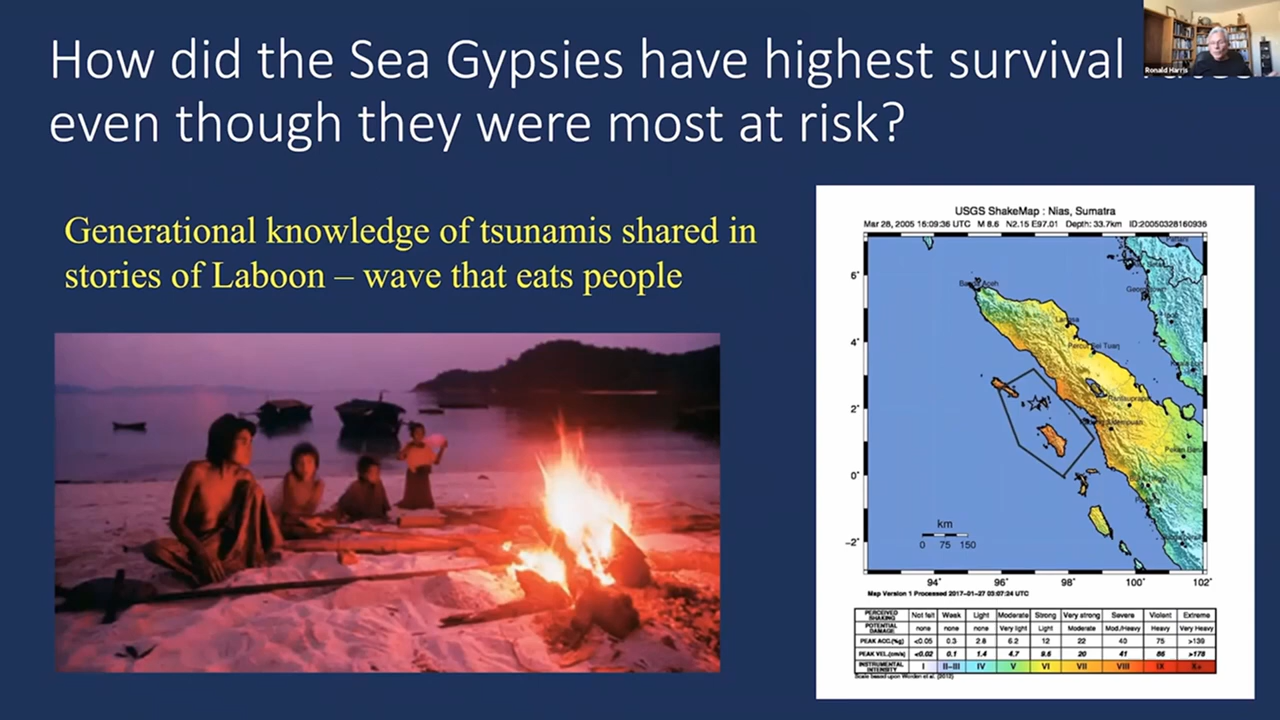 How did the Sea Gypsies have highest survival
even though they were most at risk?
Ronald Harris
Generational knowledge of tsunamis shared in
stories of Laboon – wave that eats people
USGS ShakeMap : Nias, Sumatra
Mar 28, 2005 16:09:36 UTC M 8.6 N2.15 E97.01 Depth: 33.7km ID:20050328160936
6°
4°
2°
0°
-2°
km
0 75 150
94° 96° 98° 100° 102°
Map Version 1 Processed 2017-01-27 03:07:24 UTC
PERCEIVED SHAKING Not felt Weak Light Moderate Strong Very strong Severe Violent Extreme
POTENTIAL DAMAGE none none none Very light Light Moderate Mod./Heavy Heavy Very Heavy
PEAK ACC.(%g) <0.05 0.3 2.8 6.2 12 22 40 75 >139
PEAK VEL.(cm/s) <0.02 0.1 1.4 4.7 9.6 20 41 86 >178
INSTRUMENTAL INTENSITY I II-III IV V VI VII VIII IX X+
Scale based upon Worden et al. (2012)